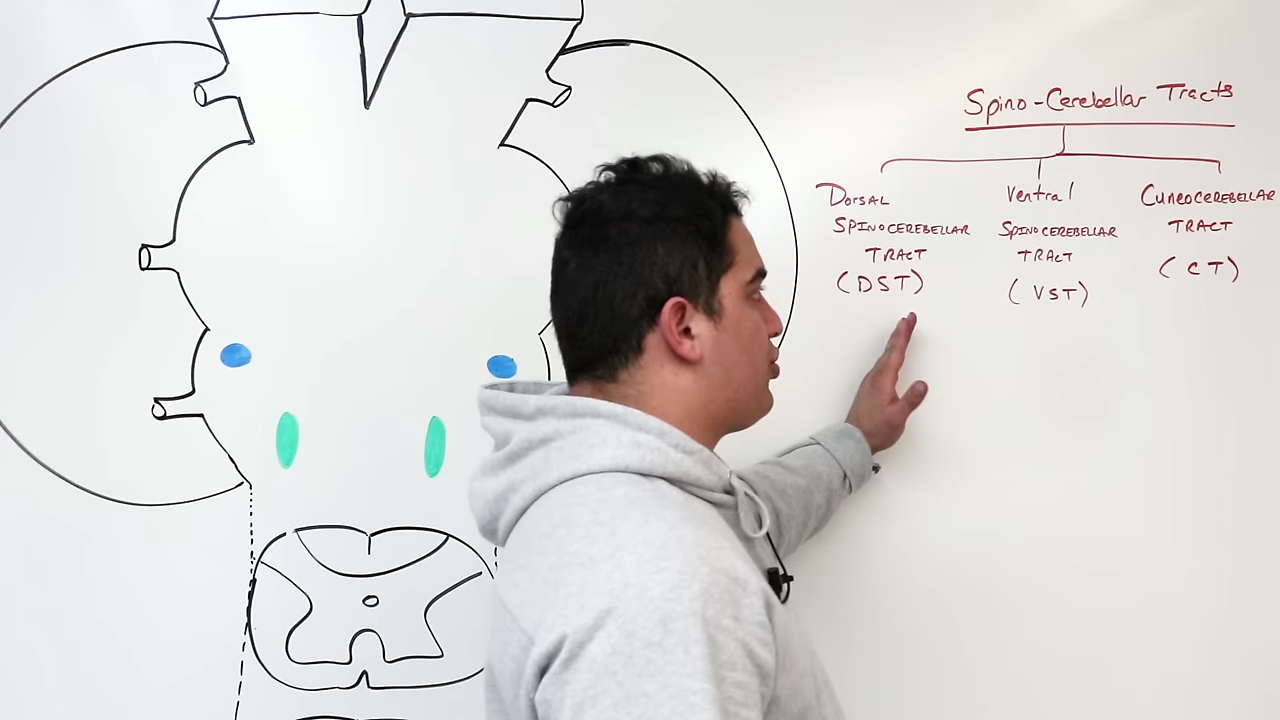 Spino-Cerebellar Tracts
Dorsal
SPINOCEREBELLAR
TRACT
(DST)
Ventral
SPINOCEREBELLAR
TRACT
(VST)
CUNEOCEREBELLAR
TRACT
(CT)